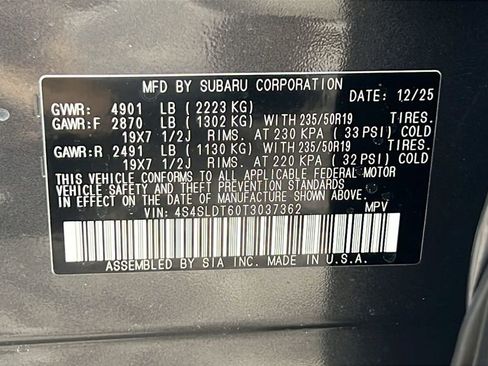 MFD BY SUBARU CORPORATION DATE: 12/25
GVWR: 4901 LB ( 2223 KG)
GAWR:F 2870 LB ( 1302 KG) WITH 235/50R19 TIRES.
19X7 1/2J RIMS. AT 230 KPA ( 33 PSI) COLD
GAWR:R 2491 LB ( 1130 KG) WITH 235/50R19 TIRES.
19X7 1/2J RIMS. AT 220 KPA ( 32 PSI) COLD
THIS VEHICLE CONFORMS TO ALL APPLICABLE FEDERAL MOTOR
VEHICLE SAFETY AND THEFT PREVENTION STANDARDS
IN EFFECT ON THE DATE OF MANUFACTURE SHOWN ABOVE.
VIN: 4S4SLDT60T3037362 MPV
ASSEMBLED BY SIA INC. MADE IN U.S.A.